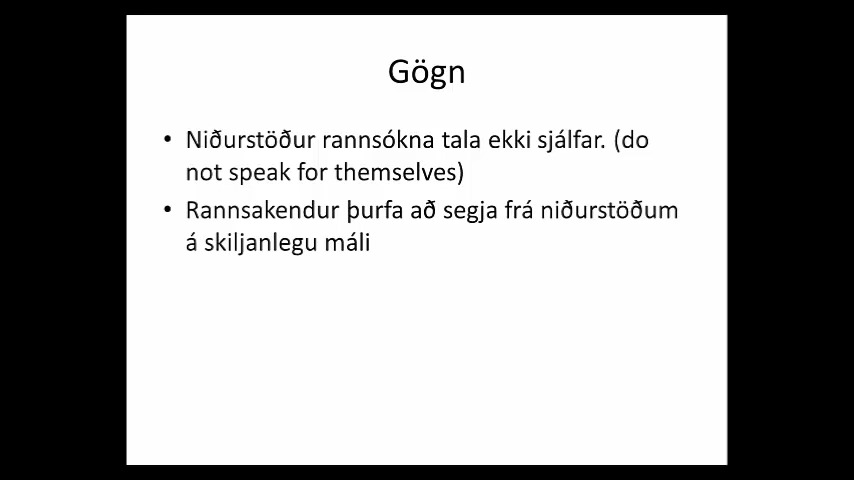 Gögn
• Niðurstöður rannsókna tala ekki sjálfar. (do
not speak for themselves)
• Rannsakendur þurfa að segja frá niðurstöðum
á skiljanlegu máli